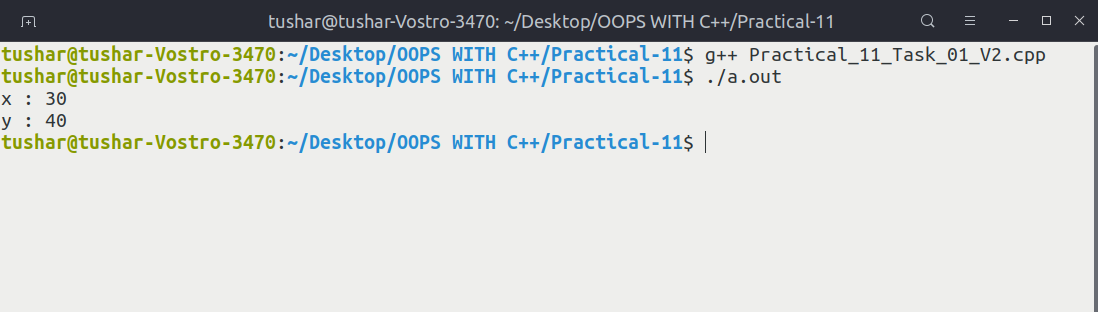 tushar@tushar-Vostro-3470: ~/Desktop/OOPS WITH C++/Practical-11
tushar@tushar-Vostro-3470:~/Desktop/OOPS WITH C++/Practical-11$ g++ Practical_11_Task_01_V2.cpp
tushar@tushar-Vostro-3470:~/Desktop/OOPS WITH C++/Practical-11$ ./a.out
x : 30
y : 40
tushar@tushar-Vostro-3470:~/Desktop/OOPS WITH C++/Practical-11$